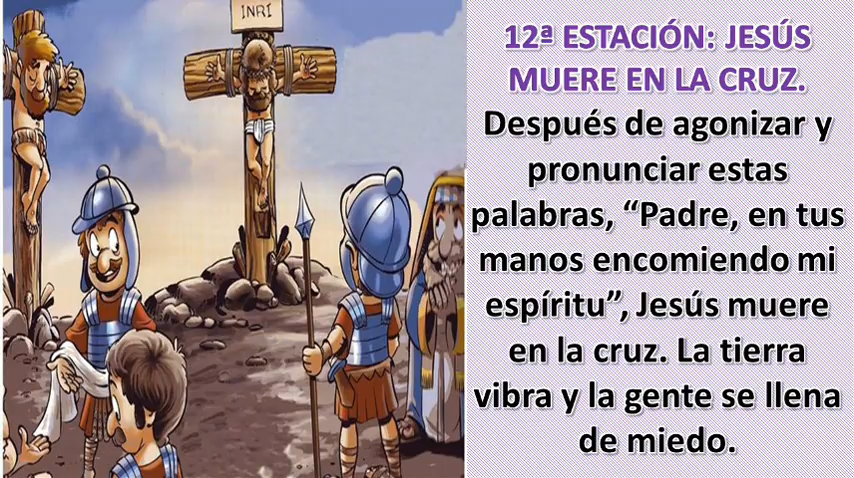 INRI
12ª ESTACIÓN: JESÚS
MUERE EN LA CRUZ.
Después de agonizar y
pronunciar estas
palabras, “Padre, en tus
manos encomiendo mi
espíritu”, Jesús muere
en la cruz. La tierra
vibra y la gente se llena
de miedo.